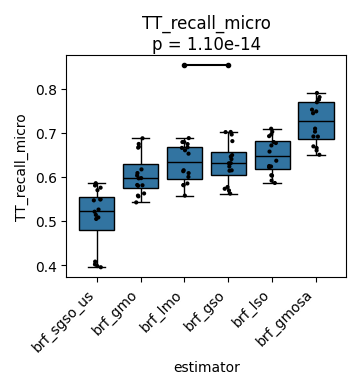 TT_recall_micro
p = 1.10e-14
TT_recall_micro
0.8
0.7
0.6
0.5
0.4
brf_sgso_us
brf_gmo
brf_lmo
brf_gso
brf_lso
brf_gmosa
estimator